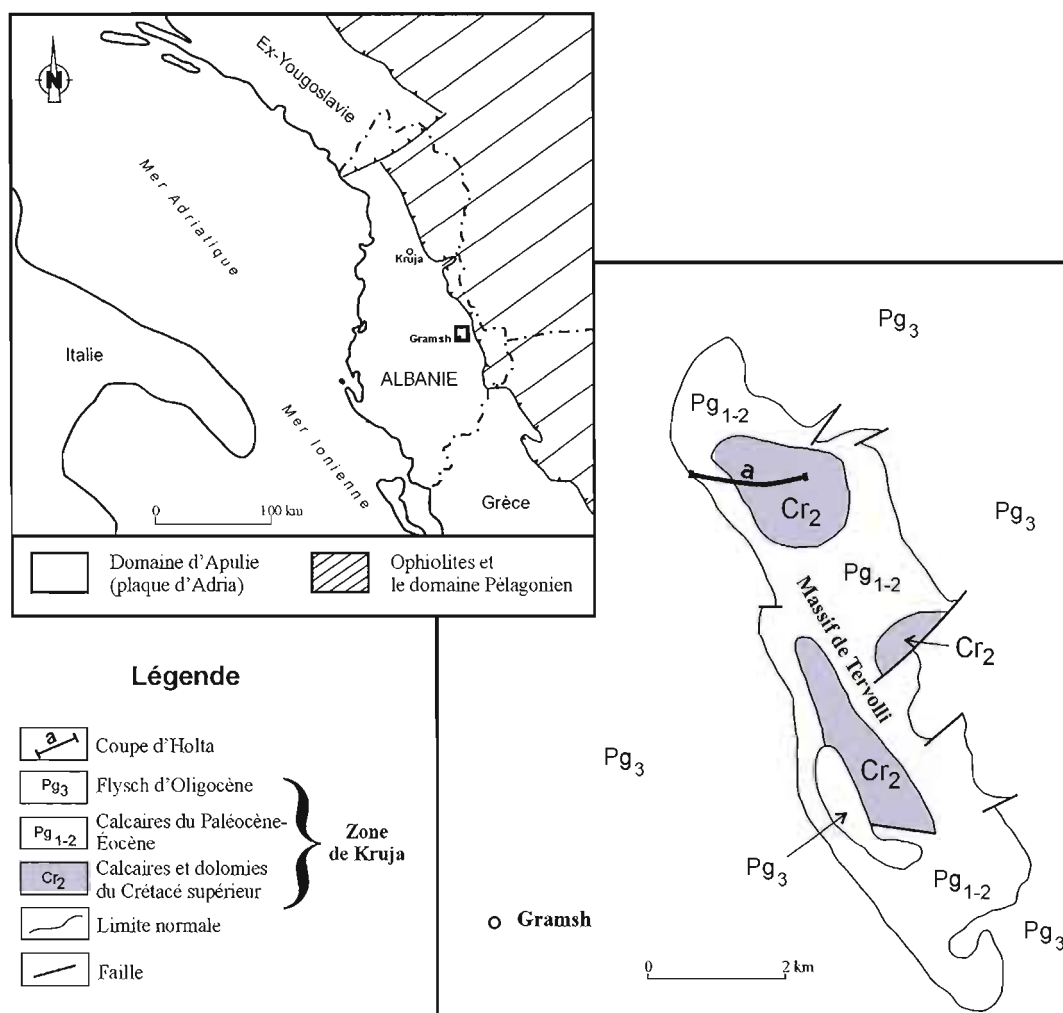 N
Ex-Yougoslavie
Mer Adriatique
Kruja
Gramsh
Italie
ALBANIE
Mer Ionienne
Grèce
0 100 km
Domaine d'Apulie
(plaque d'Adria)
Ophiolites et
le domaine Pélagonien
Légende
a Coupe d'Holta
Pg3 Flysch d'Oligocène
Pg1-2 Calcaires du Paléocène-
Éocène
Cr2 Calcaires et dolomies
du Crétacé supérieur
Zone
de Kruja
Limite normale
Faille
Pg3
Pg1-2
a
Cr2
Pg3
Pg1-2
Massif de Tervolli
Cr2
Pg3
Cr2
Pg3
Pg1-2
Pg3
Gramsh
0 2 km